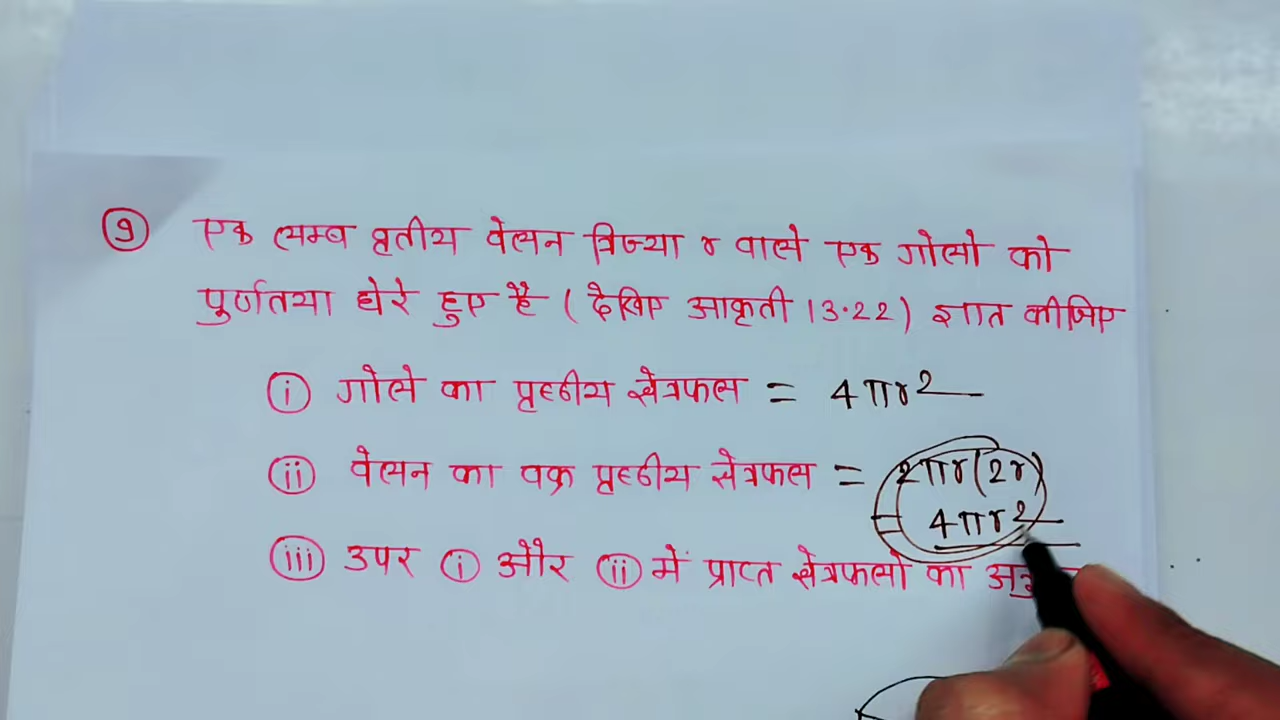 9 एक लम्ब वृतीय वेलन त्रिज्या r वाले एक गोलो को
पुर्णतया घेरे हुए है ( देखिए आकृती 13.22) ज्ञात कीजिए
i गोले का पृष्ठीय क्षेत्रफल = 4πr²
ii वेलन का वक्र पृष्ठीय क्षेत्रफल = 2πr(2r)
= 4πr²
iii उपर i और ii में प्राप्त क्षेत्रफलो का